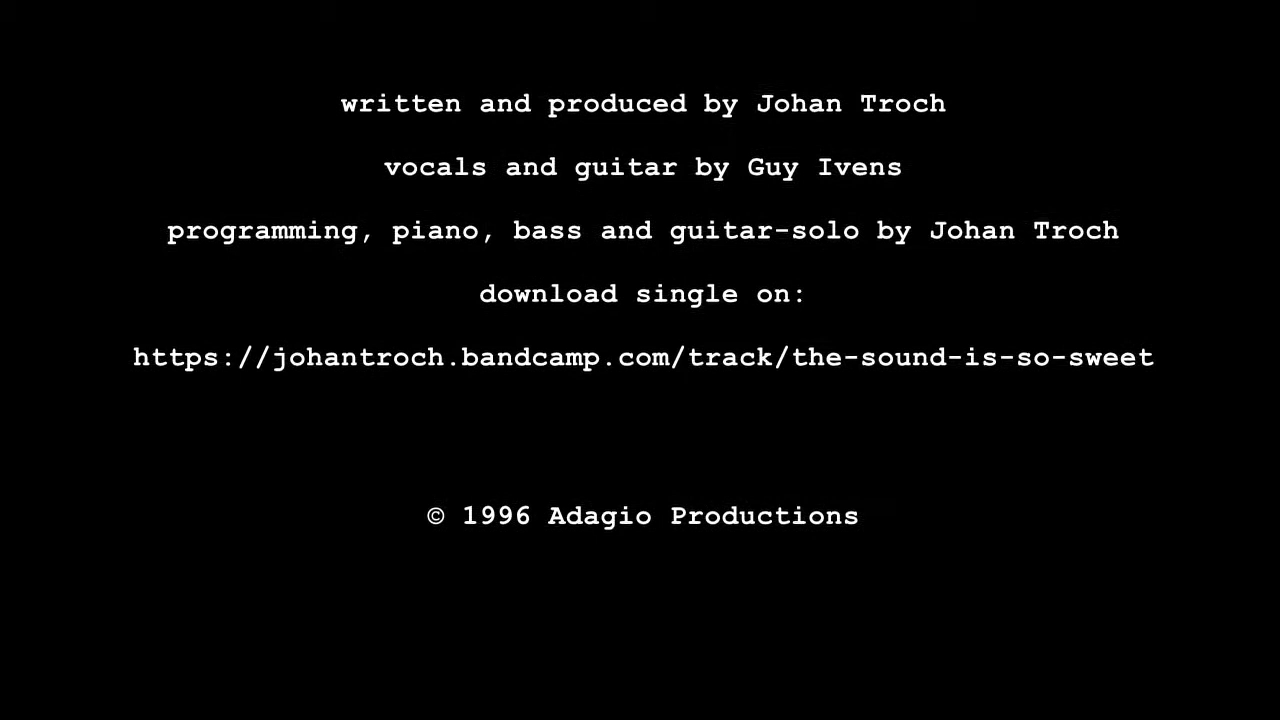 written and produced by Johan Troch
vocals and guitar by Guy Ivens
programming, piano, bass and guitar-solo by Johan Troch
download single on:
https://johantroch.bandcamp.com/track/the-sound-is-so-sweet
© 1996 Adagio Productions